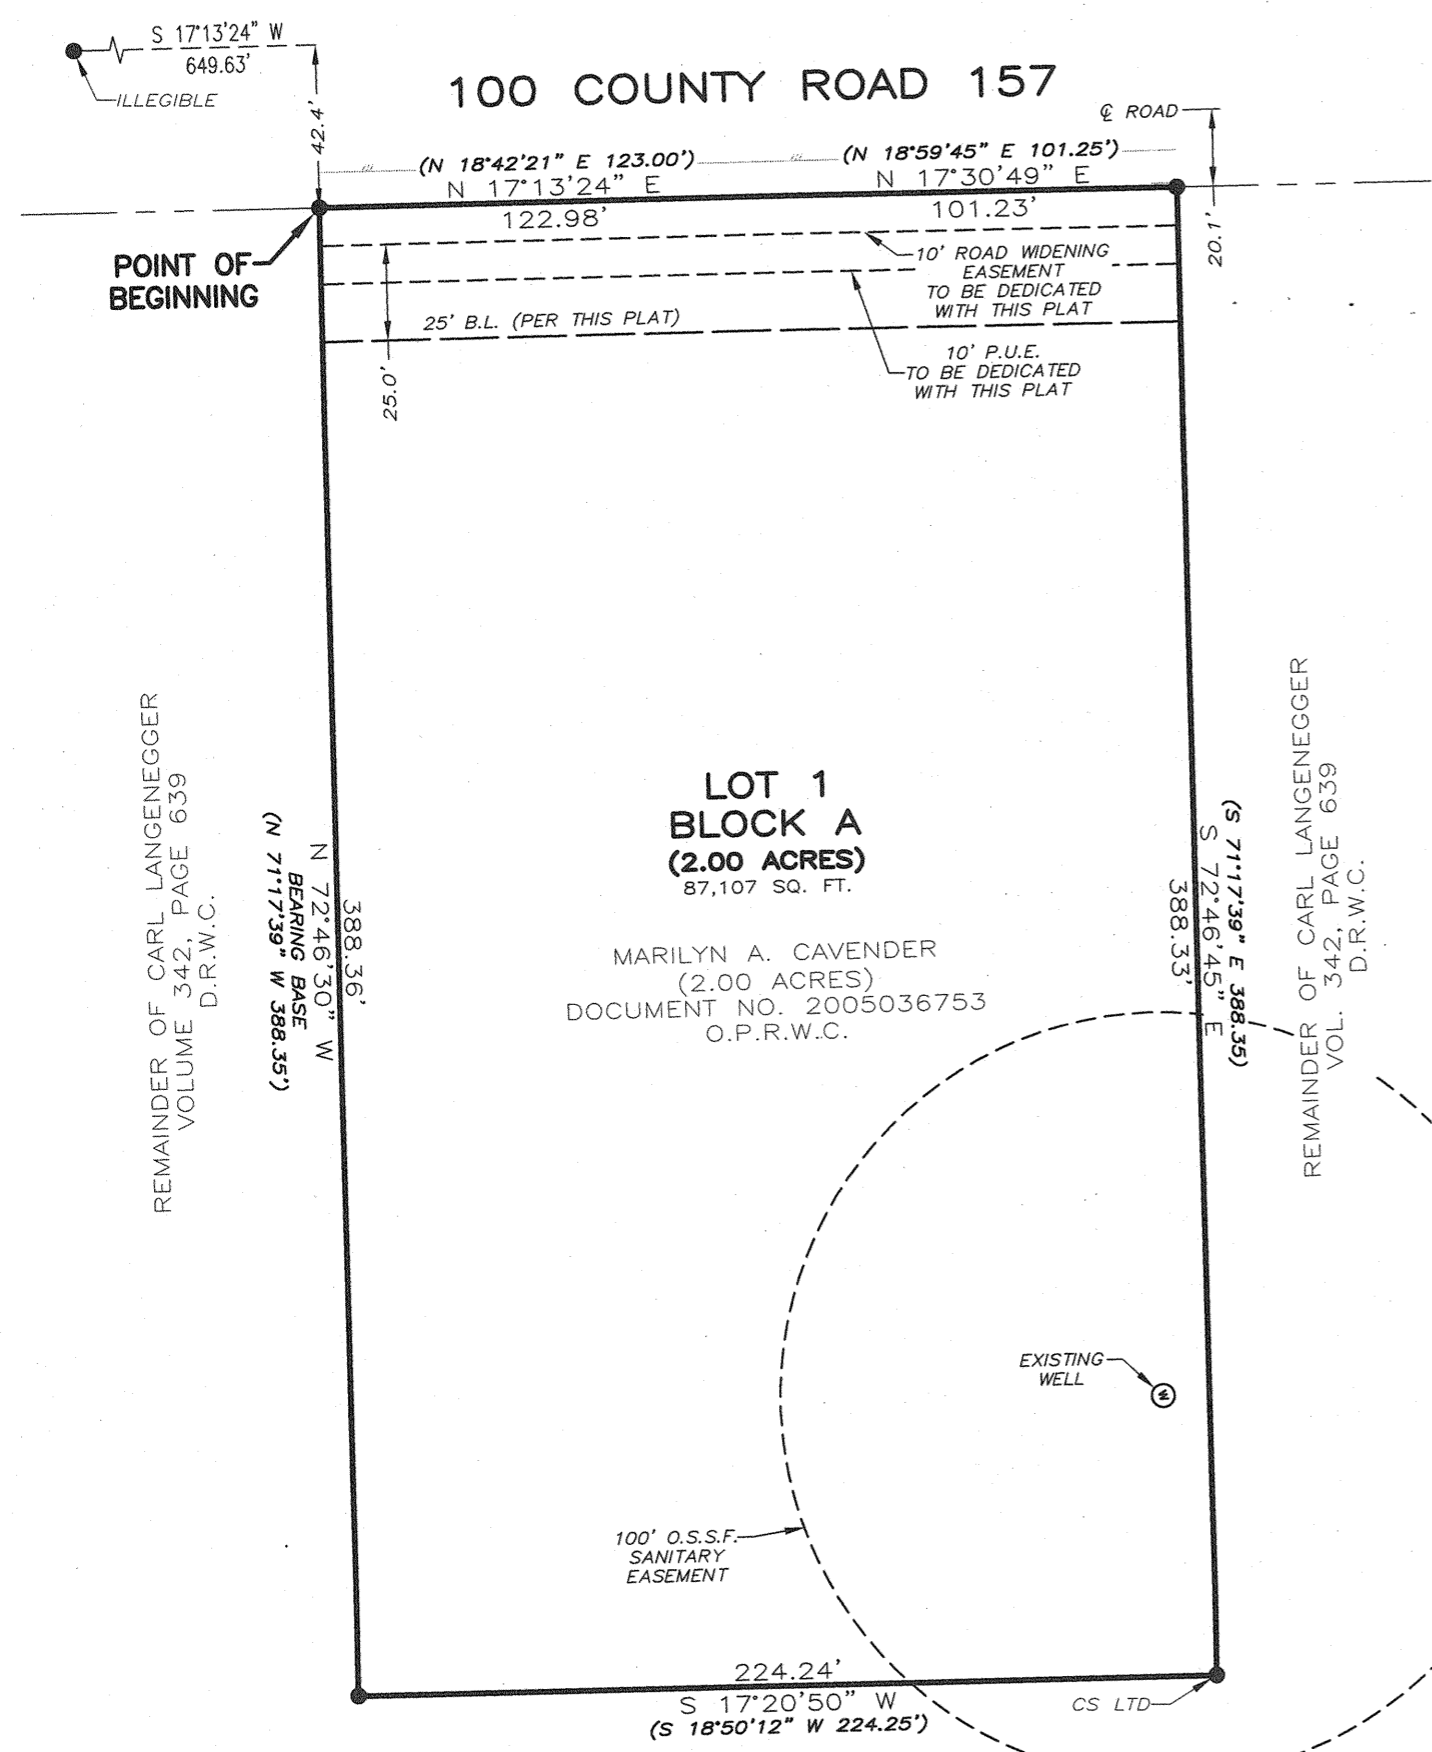 S 17°13'24" W
649.63'
ILLEGIBLE
42.4'
100 COUNTY ROAD 157
℄ ROAD
(N 18°42'21" E 123.00')
(N 18°59'45" E 101.25')
N 17°13'24" E
N 17°30'49" E
122.98'
101.23'
20.1'
POINT OF
BEGINNING
10' ROAD WIDENING
EASEMENT
TO BE DEDICATED
WITH THIS PLAT
25' B.L. (PER THIS PLAT)
25.0'
10' P.U.E.
TO BE DEDICATED
WITH THIS PLAT
REMAINDER OF CARL LANGENEGGER
VOLUME 342, PAGE 639
D.R.W.C.
(N 71°17'39" W 388.35')
BEARING BASE
N 72°46'30" W
388.36'
LOT 1
BLOCK A
(2.00 ACRES)
87,107 SQ. FT.
MARILYN A. CAVENDER
(2.00 ACRES)
DOCUMENT NO. 2005036753
O.P.R.W.C.
388.33'
S 72°46'45" E
(S 71°17'39" E 388.35)
REMAINDER OF CARL LANGENEGGER
VOL. 342, PAGE 639
D.R.W.C.
EXISTING
WELL
W
100' O.S.S.F.
SANITARY
EASEMENT
224.24'
S 17°20'50" W
(S 18°50'12" W 224.25')
CS LTD